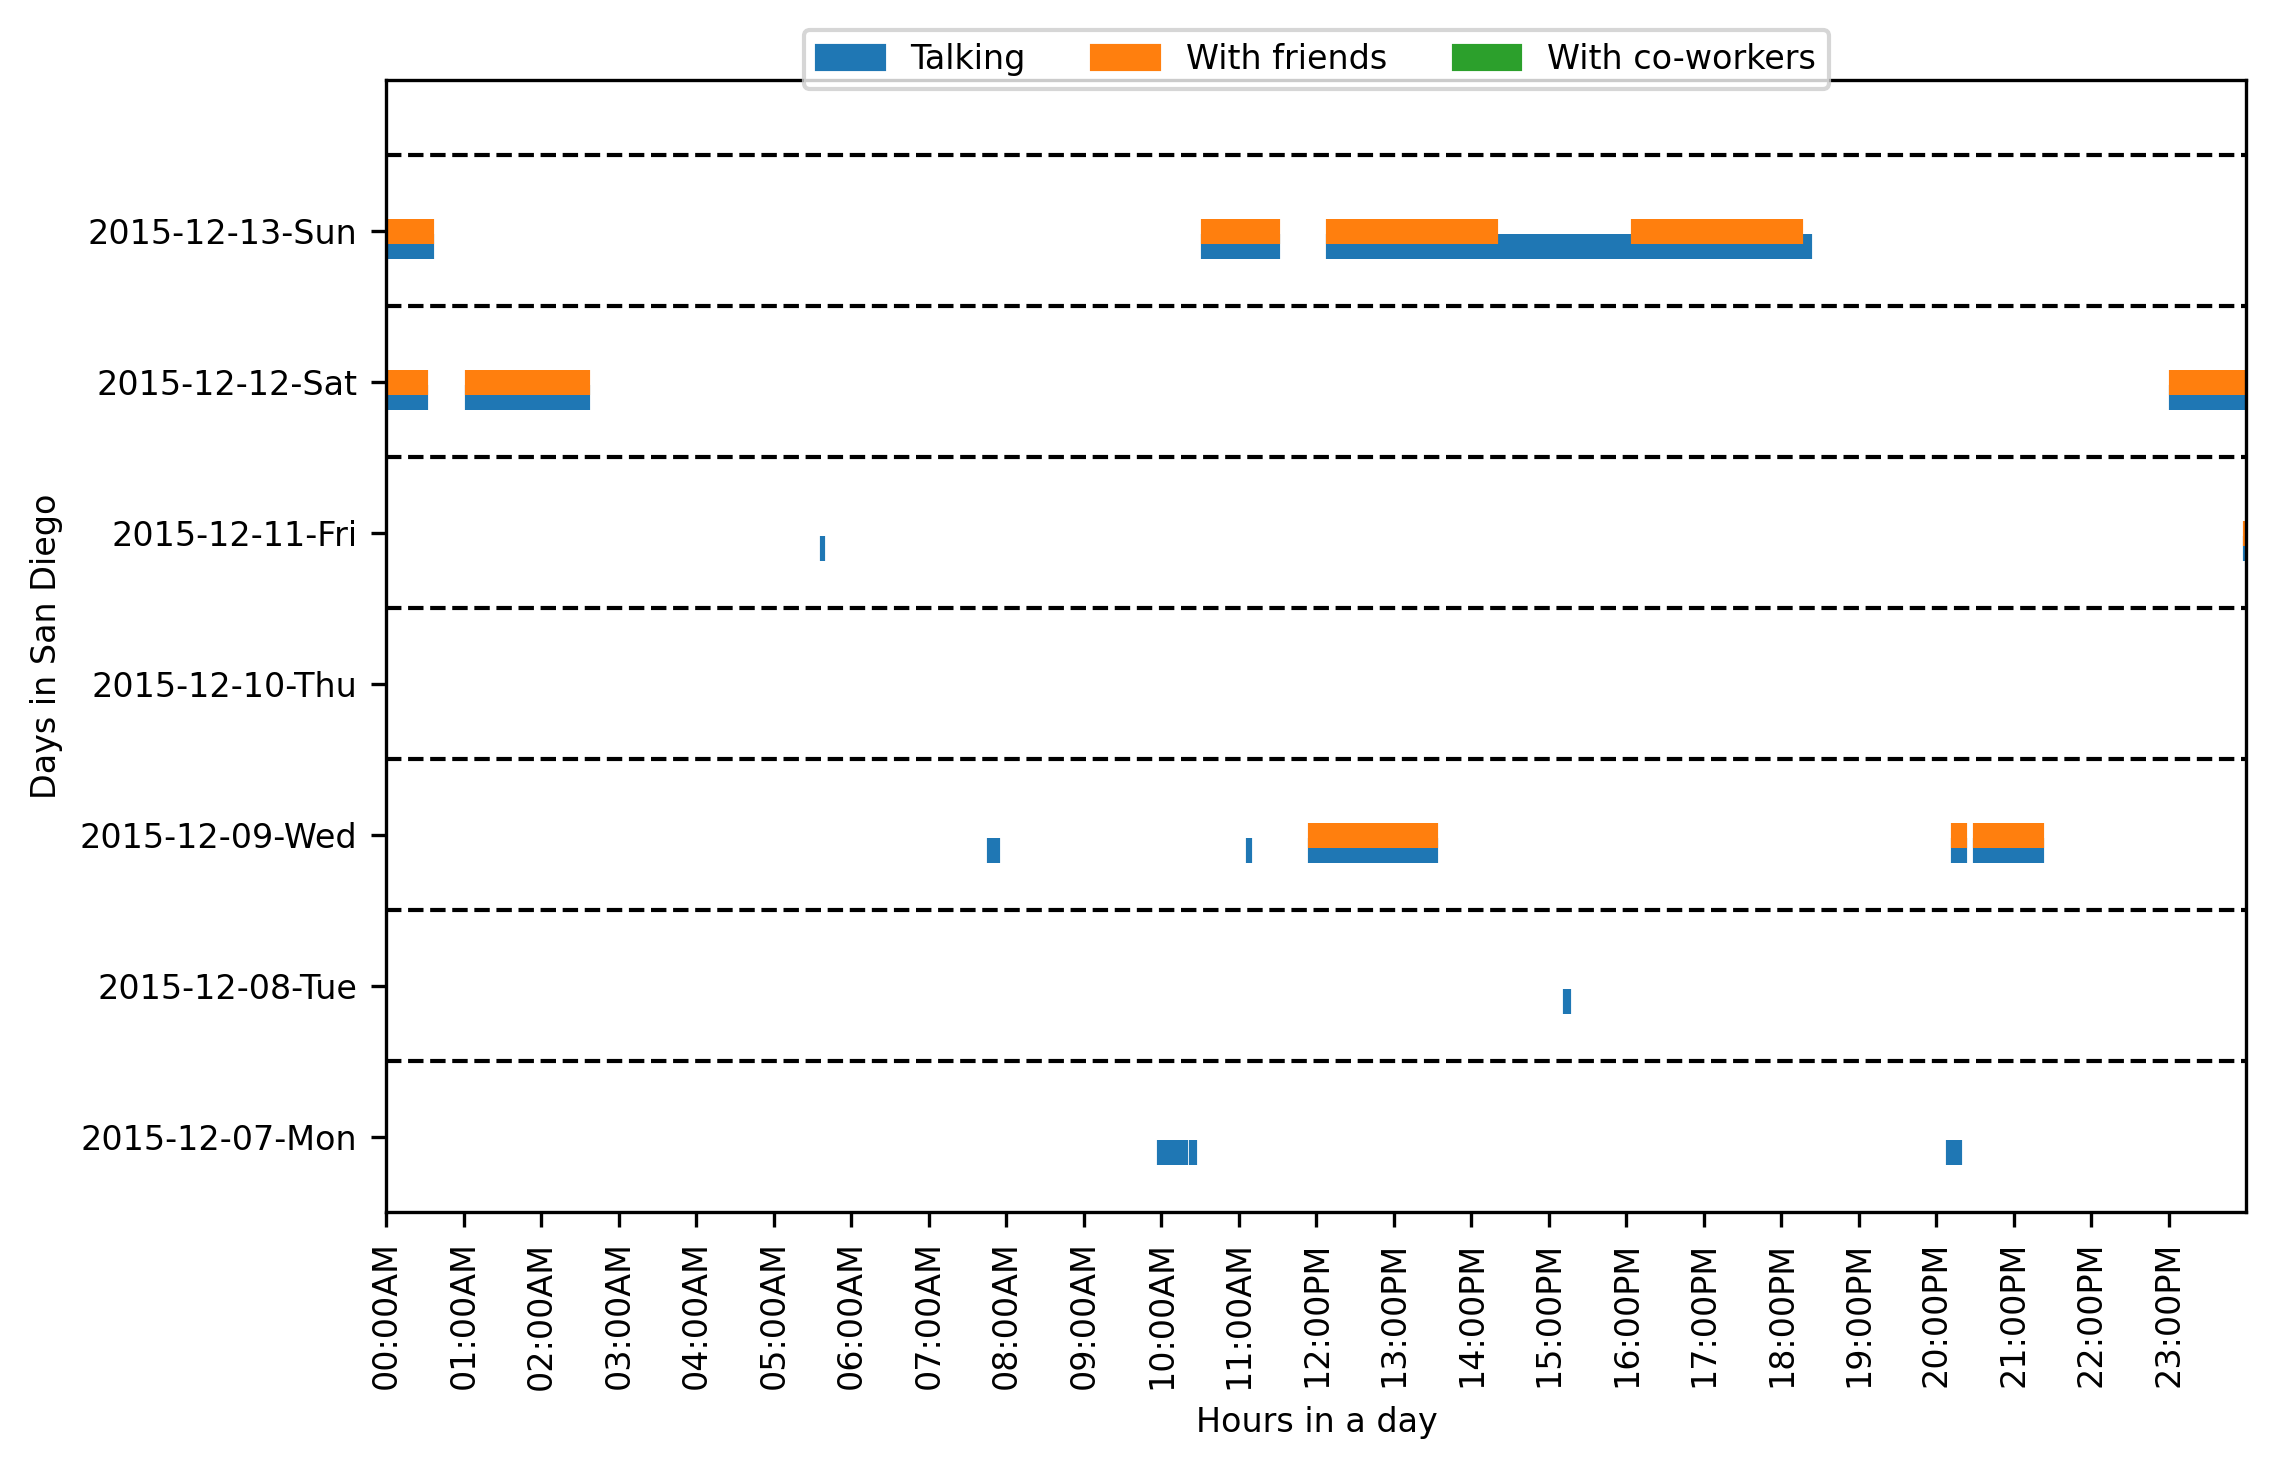 Talking With friends With co-workers
Days in San Diego
2015-12-13-Sun
2015-12-12-Sat
2015-12-11-Fri
2015-12-10-Thu
2015-12-09-Wed
2015-12-08-Tue
2015-12-07-Mon
00:00AM
01:00AM
02:00AM
03:00AM
04:00AM
05:00AM
06:00AM
07:00AM
08:00AM
09:00AM
10:00AM
11:00AM
12:00PM
13:00PM
14:00PM
15:00PM
16:00PM
17:00PM
18:00PM
19:00PM
20:00PM
21:00PM
22:00PM
23:00PM
Hours in a day